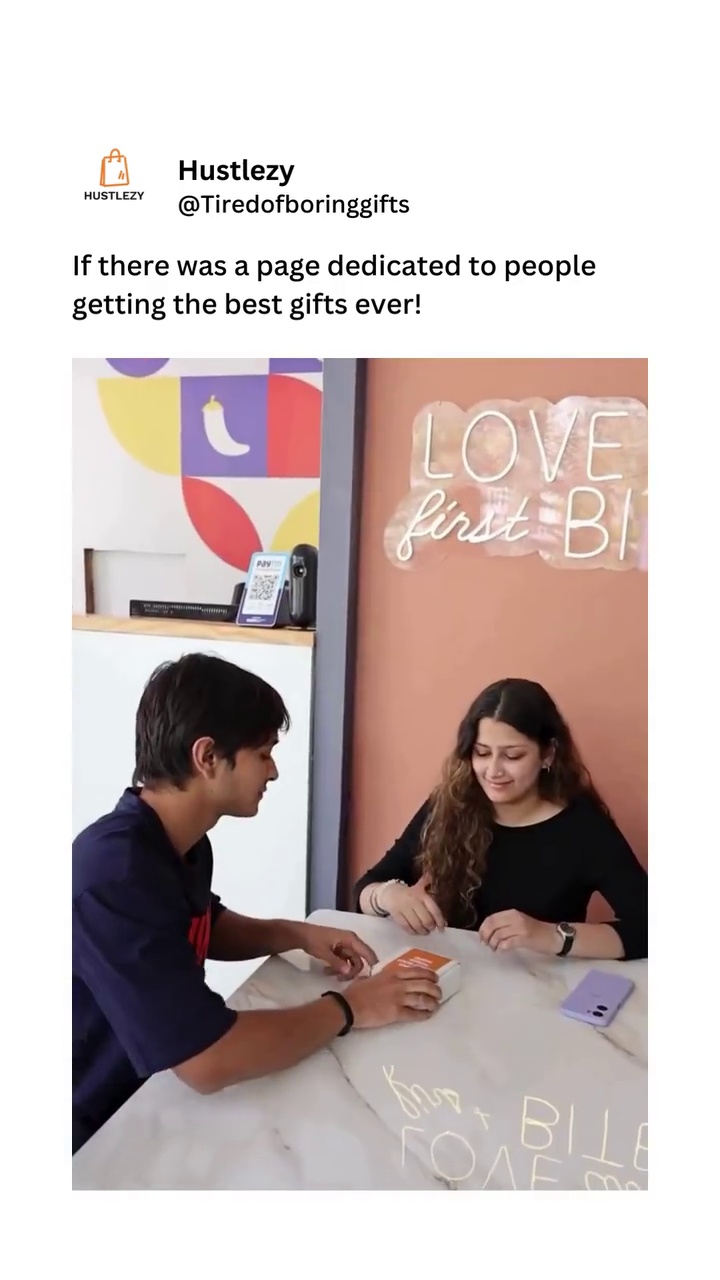 HUSTLEZY
Hustlezy
@Tiredofboringgifts
If there was a page dedicated to people
getting the best gifts ever!
paytm
LOVE
first BI